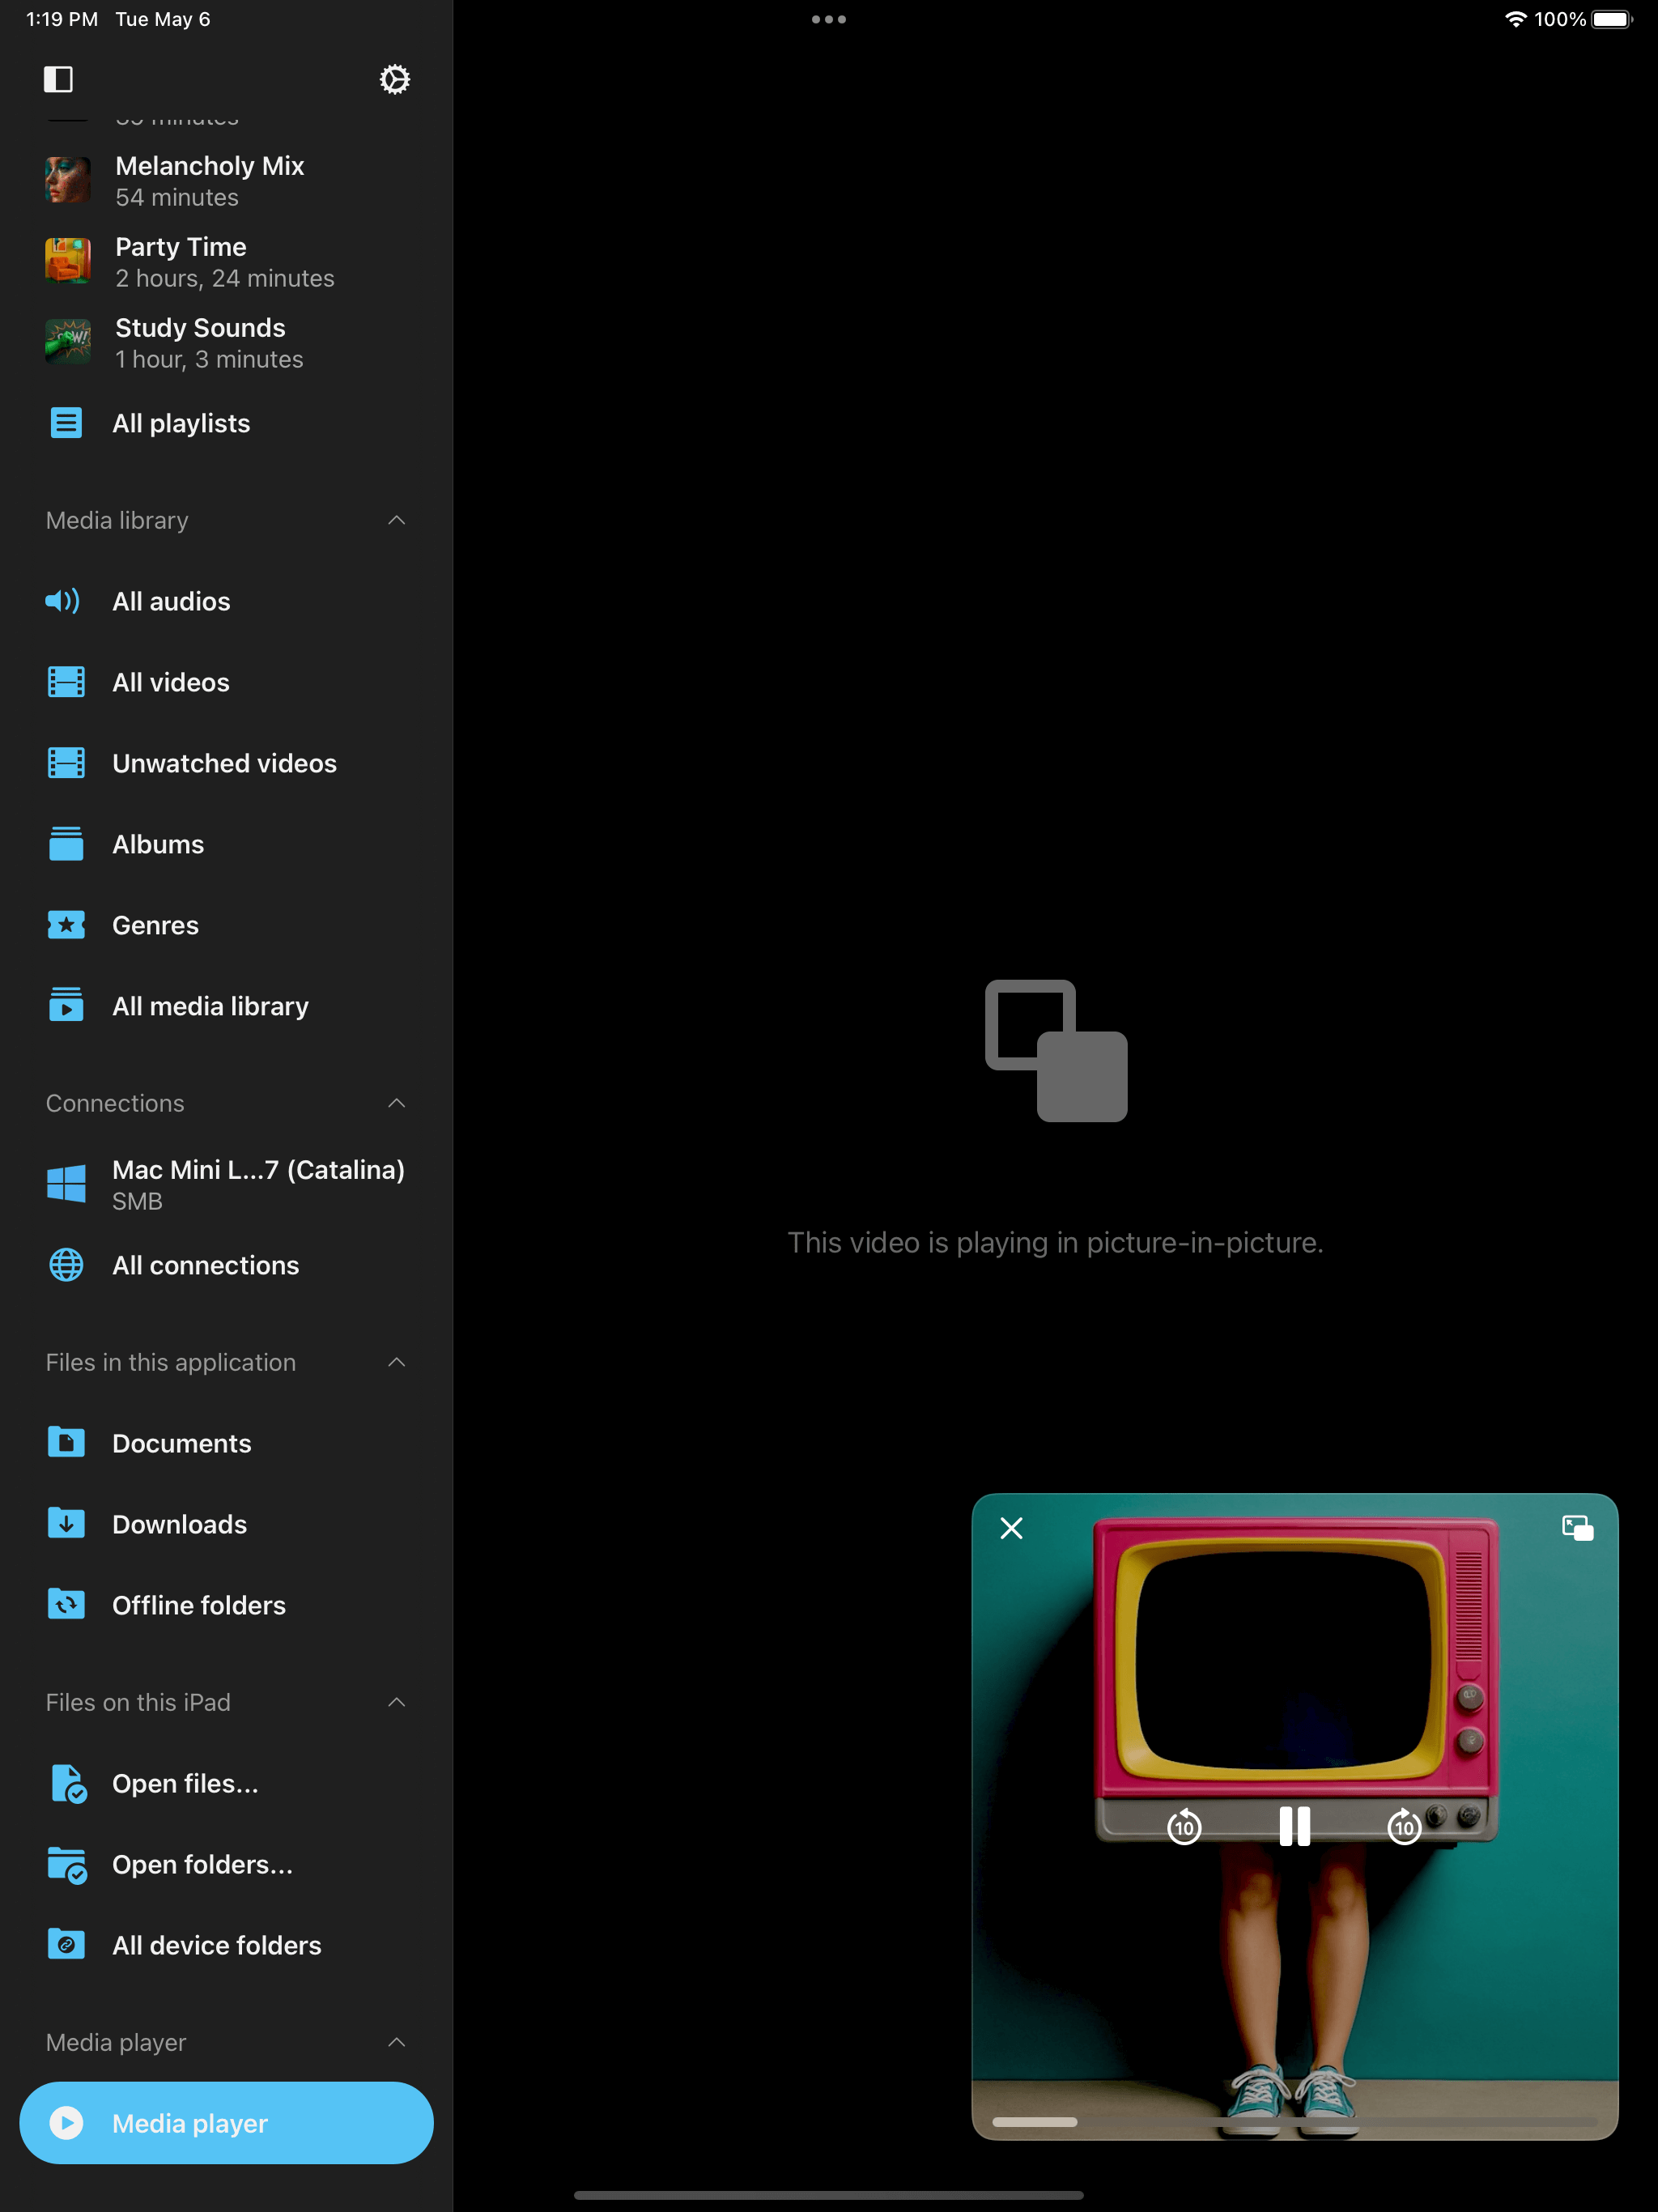 1:19 PM Tue May 6
100%
39 minutes
Melancholy Mix
54 minutes
Party Time
2 hours, 24 minutes
Study Sounds
1 hour, 3 minutes
All playlists
Media library
All audios
All videos
Unwatched videos
Albums
Genres
All media library
Connections
Mac Mini L...7 (Catalina)
SMB
All connections
Files in this application
Documents
Downloads
Offline folders
Files on this iPad
Open files...
Open folders...
All device folders
Media player
Media player
This video is playing in picture-in-picture.
10
10